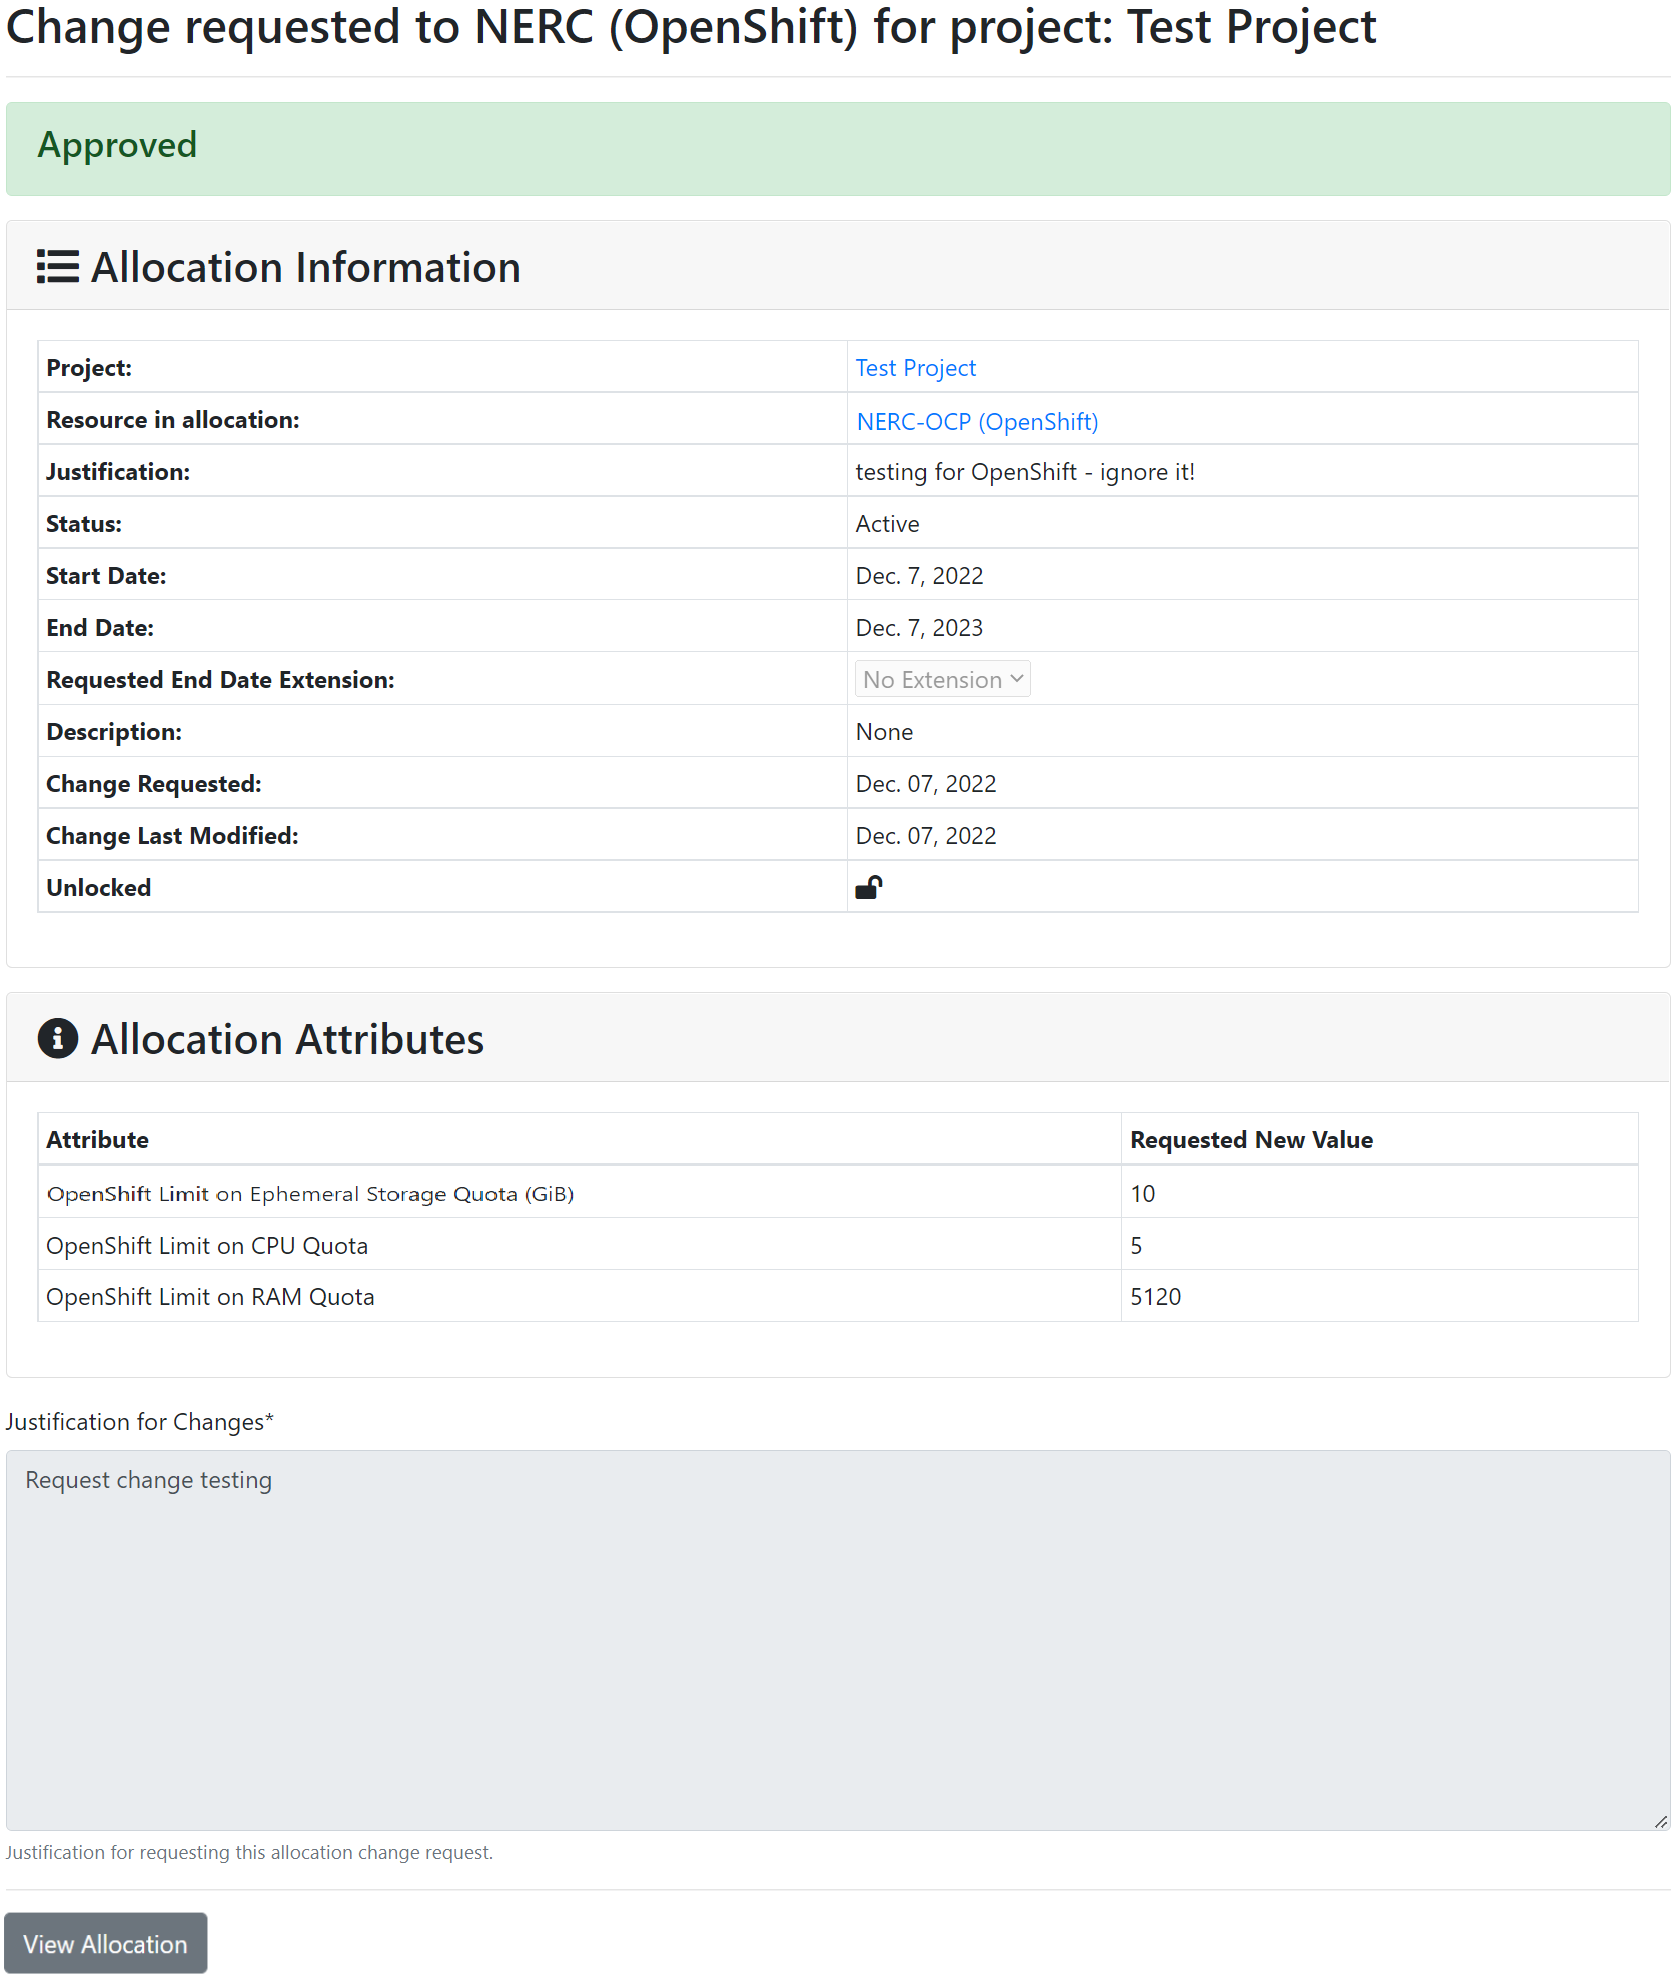 Change requested to NERC (OpenShift) for project: Test Project
Approved
Allocation Information
Project: Test Project
Resource in allocation: NERC-OCP (OpenShift)
Justification: testing for OpenShift - ignore it!
Status: Active
Start Date: Dec. 7, 2022
End Date: Dec. 7, 2023
Requested End Date Extension: No Extension
Description: None
Change Requested: Dec. 07, 2022
Change Last Modified: Dec. 07, 2022
Unlocked
Allocation Attributes
Attribute Requested New Value
OpenShift Limit on Ephemeral Storage Quota (GiB) 10
OpenShift Limit on CPU Quota 5
OpenShift Limit on RAM Quota 5120
Justification for Changes*
Request change testing
Justification for requesting this allocation change request.
View Allocation